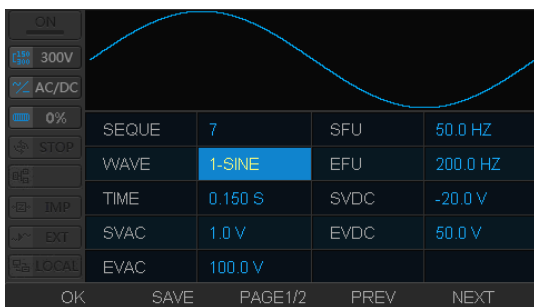 ON
150 300 300V
AC/DC
0%
STOP
IMP
EXT
LOCAL
SEQUE 7 SFU 50.0 HZ
WAVE 1-SINE EFU 200.0 HZ
TIME 0.150 S SVDC -20.0 V
SVAC 1.0 V EVDC 50.0 V
EVAC 100.0 V
OK SAVE PAGE1/2 PREV NEXT